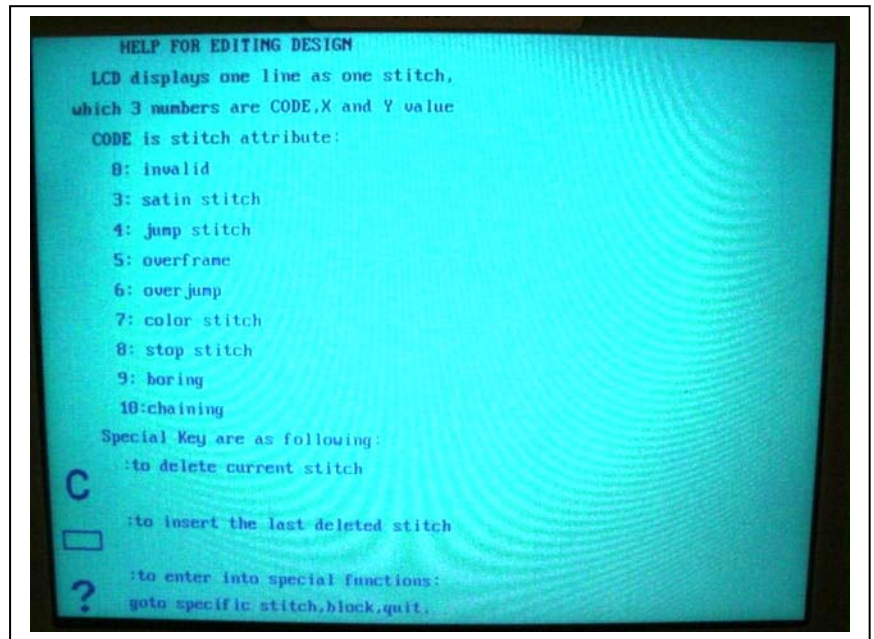 HELP FOR EDITING DESIGN
LCD displays one line as one stitch,
which 3 numbers are CODE,X and Y value
CODE is stitch attribute:
0: invalid
3: satin stitch
4: jump stitch
5: overframe
6: overjump
7: color stitch
8: stop stitch
9: boring
10:chaining
Special Key are as following:
C :to delete current stitch
:to insert the last deleted stitch
? :to enter into special functions:
goto specific stitch,block,quit.